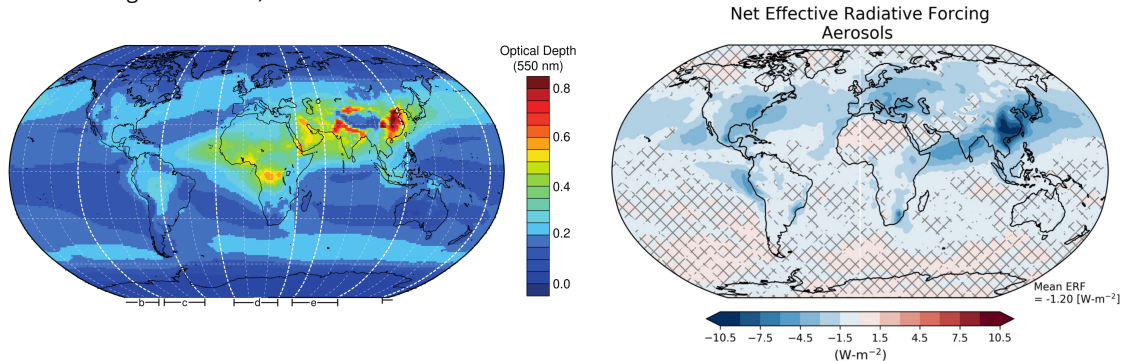 Optical Depth
(550 nm)
0.8
0.6
0.4
0.2
0.0
b
c
d
e
Net Effective Radiative Forcing
Aerosols
Mean ERF
= -1.20 [W-m⁻²]
−10.5 −7.5 −4.5 −1.5 1.5 4.5 7.5 10.5
(W-m⁻²)